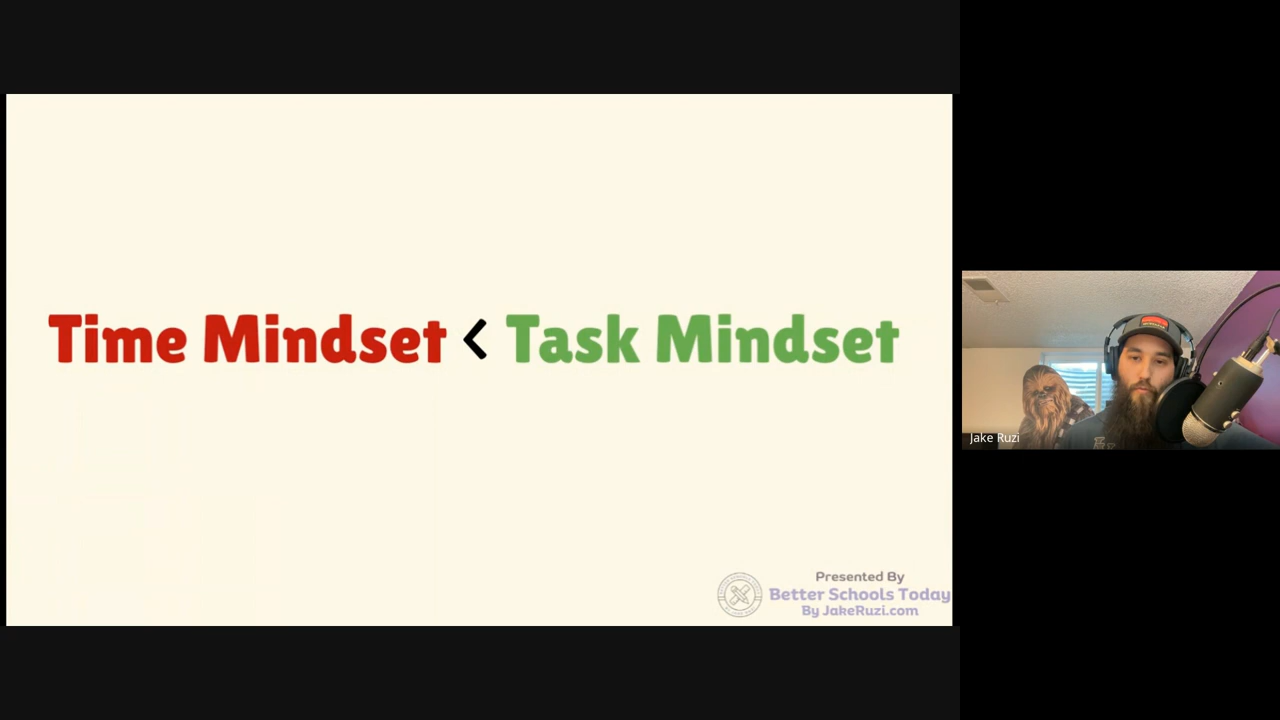 Time Mindset < Task Mindset
Presented By
Better Schools Today
By JakeRuzi.com
Jake Ruzi